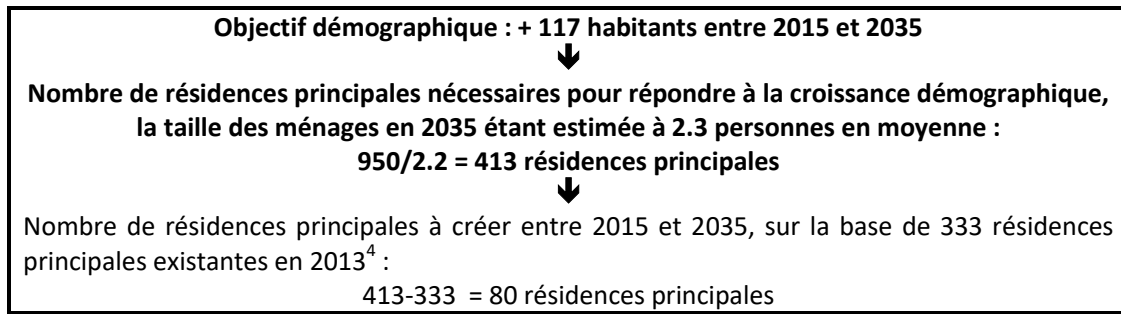 Objectif démographique : + 117 habitants entre 2015 et 2035
🡻
Nombre de résidences principales nécessaires pour répondre à la croissance démographique,
la taille des ménages en 2035 étant estimée à 2.3 personnes en moyenne :
950/2.2 = 413 résidences principales
🡻
Nombre de résidences principales à créer entre 2015 et 2035, sur la base de 333 résidences
principales existantes en 2013⁴ :
413-333 = 80 résidences principales